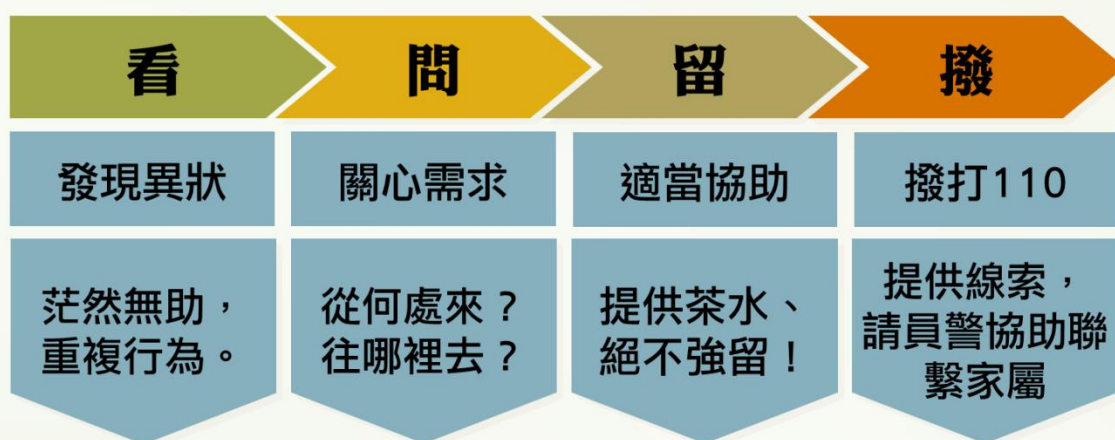 看
問
留
撥
發現異狀
關心需求
適當協助
撥打110
茫然無助，
重複行為。
從何處來？
往哪裡去？
提供茶水、
絕不強留！
提供線索，
請員警協助聯
繫家屬